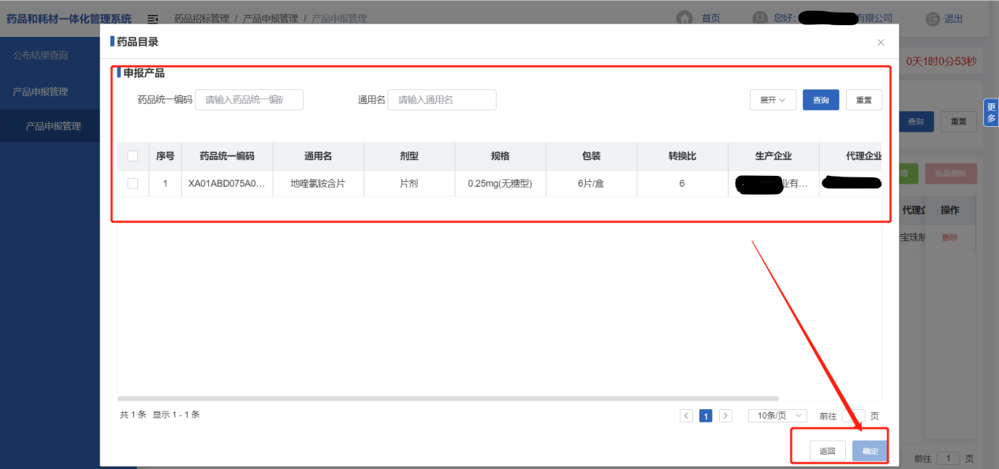 药品和耗材一体化管理系统 药品招标管理 / 产品申报管理 / 产品申报管理 首页 您好: 有限公司 退出
公布结果查询
产品申报管理
产品申报管理
药品目录
0天1时0分53秒
申报产品
药品统一编码 请输入药品统一编码 通用名 请输入通用名 展开 查询 重置
查询 重置
更多
增 批量删除
序号 药品统一编码 通用名 剂型 规格 包装 转换比 生产企业 代理企业
1 XA01ABD075A0... 地喹氯铵含片 片剂 0.25mg(无糖型) 6片/盒 6 业有...
代理企 操作
宝珠制 删除
共 1 条 显示 1 - 1 条 1 10条/页 前往 页
返回 确定
前往 1 页